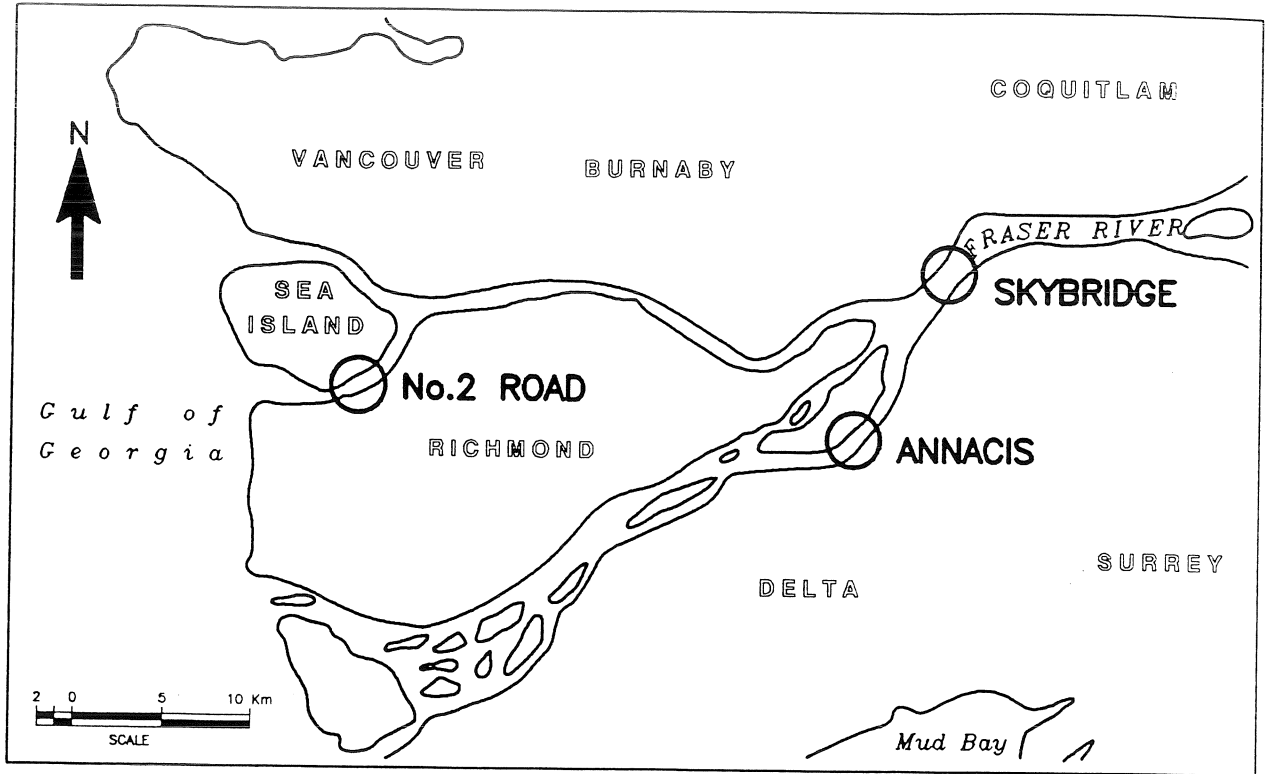 COQUITLAM
N
VANCOUVER
BURNABY
FRASER RIVER
SEA
ISLAND
SKYBRIDGE
No.2 ROAD
Gulf of
Georgia
RICHMOND
ANNACIS
SURREY
DELTA
2 0 5 10 Km
SCALE
Mud Bay